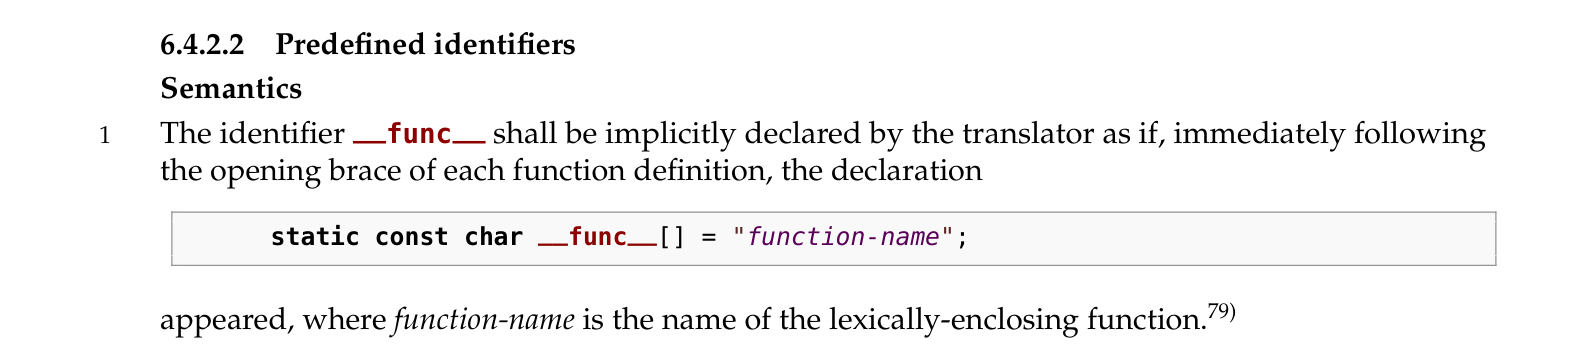 6.4.2.2 Predefined identifiers
Semantics
1 The identifier __func__ shall be implicitly declared by the translator as if, immediately following
the opening brace of each function definition, the declaration
static const char __func__[] = "function-name";
appeared, where function-name is the name of the lexically-enclosing function.79)